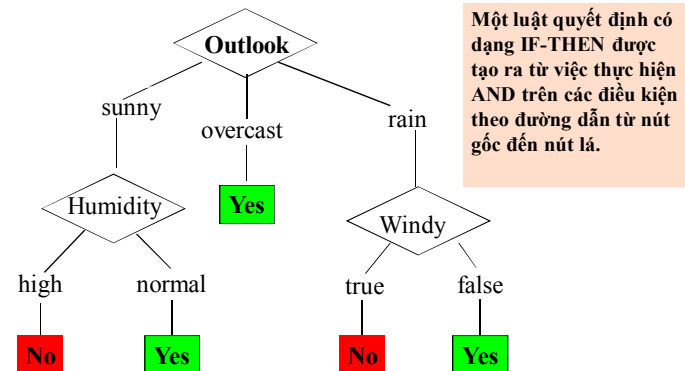 Outlook
Một luật quyết định có
dạng IF-THEN được
tạo ra từ việc thực hiện
AND trên các điều kiện
theo đường dẫn từ nút
gốc đến nút lá.
sunny
overcast
rain
Humidity
Yes
Windy
high
normal
true
false
No
Yes
No
Yes